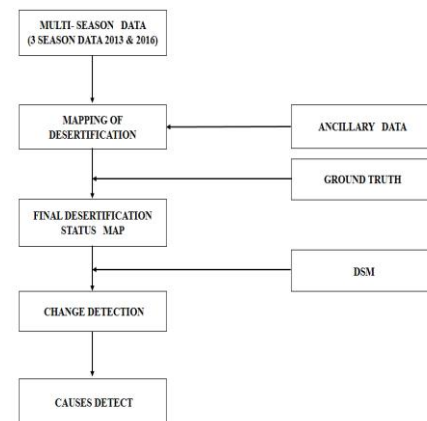 MULTI- SEASON DATA
(3 SEASON DATA 2013 & 2016)
MAPPING OF
DESERTIFICATION
ANCILLARY DATA
GROUND TRUTH
FINAL DESERTIFICATION
STATUS MAP
DSM
CHANGE DETECTION
CAUSES DETECT